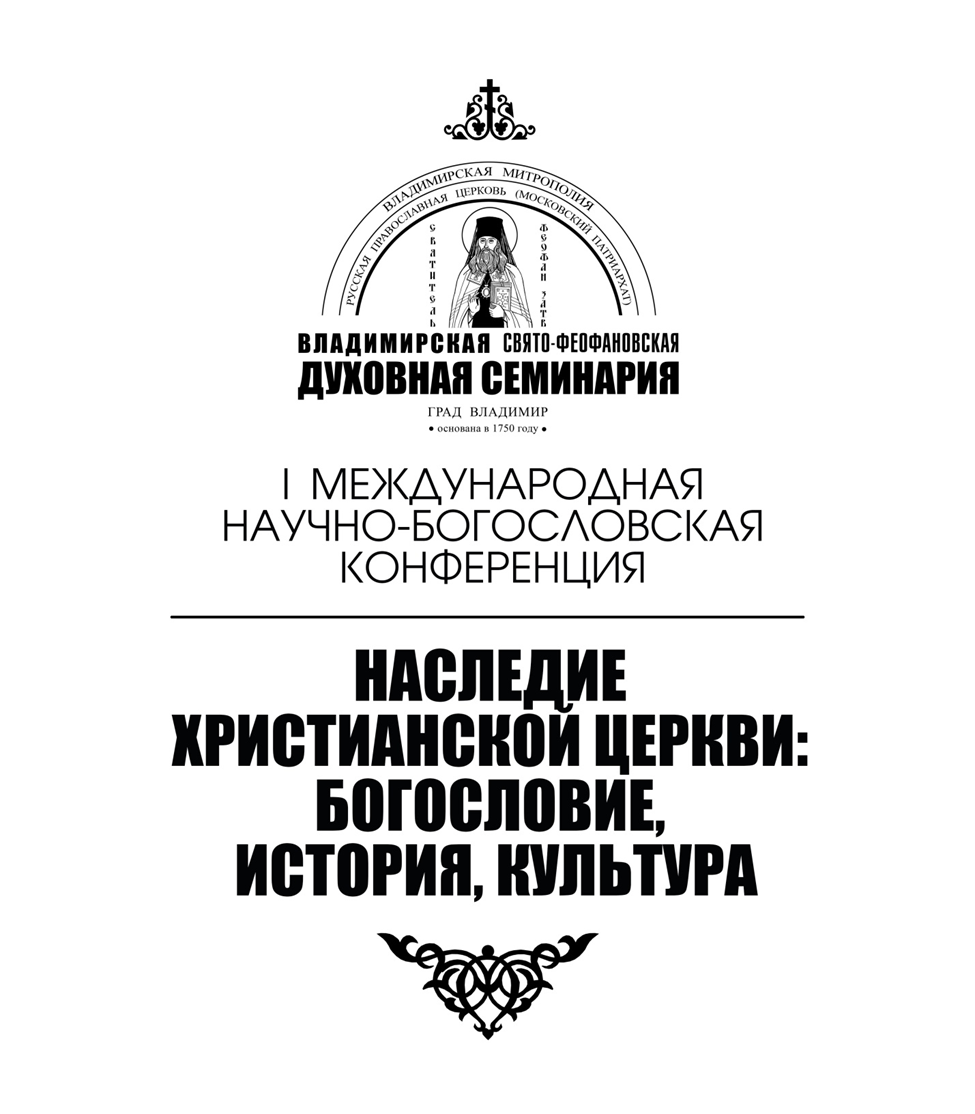 ВЛАДИМИРСКАЯ МИТРОПОЛИЯ
РУССКАЯ ПРАВОСЛАВНАЯ ЦЕРКОВЬ (МОСКОВСКИЙ ПАТРИАРХАТ)
СВЯТИТЕЛЬ
ФЕОФАН ЗАТВ
ВЛАДИМИРСКАЯ СВЯТО-ФЕОФАНОВСКАЯ
ДУХОВНАЯ СЕМИНАРИЯ
ГРАД ВЛАДИМИР
• основана в 1750 году •
I МЕЖДУНАРОДНАЯ
НАУЧНО-БОГОСЛОВСКАЯ
КОНФЕРЕНЦИЯ
НАСЛЕДИЕ
ХРИСТИАНСКОЙ ЦЕРКВИ:
БОГОСЛОВИЕ,
ИСТОРИЯ, КУЛЬТУРА